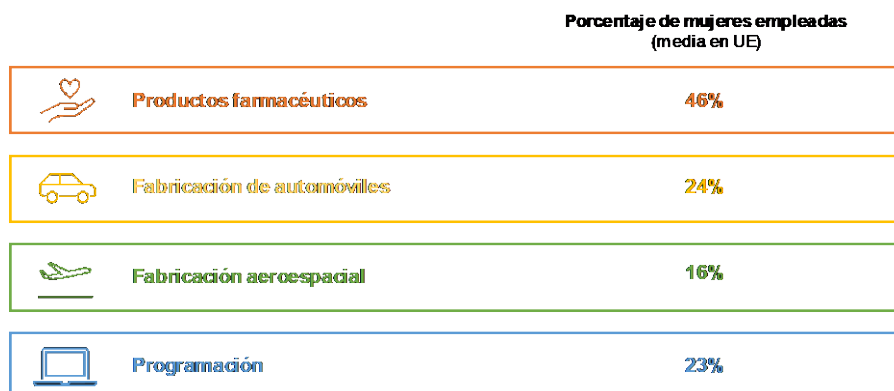 Porcentaje de mujeres empleadas
(media en UE)
Productos farmacéuticos 46%
Fabricación de automóviles 24%
Fabricación aeroespacial 16%
Programación 23%